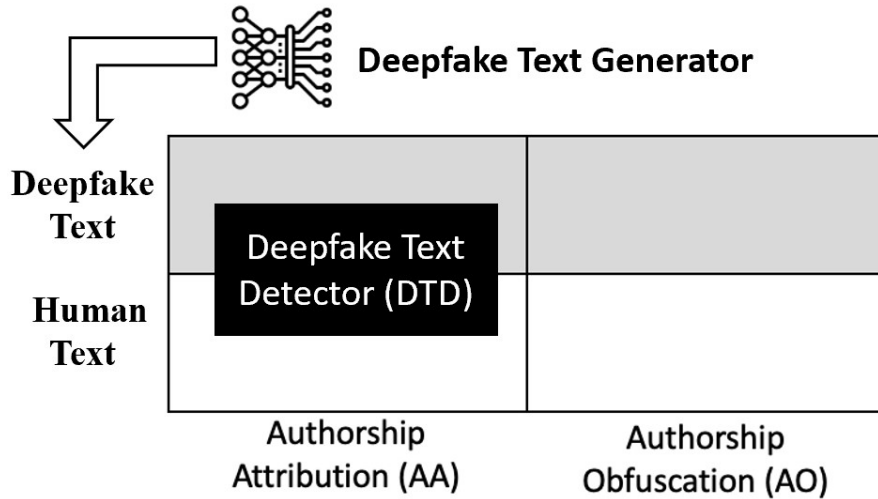 Deepfake Text Generator
Deepfake
Text
Deepfake Text
Detector (DTD)
Human
Text
Authorship
Attribution (AA)
Authorship
Obfuscation (AO)